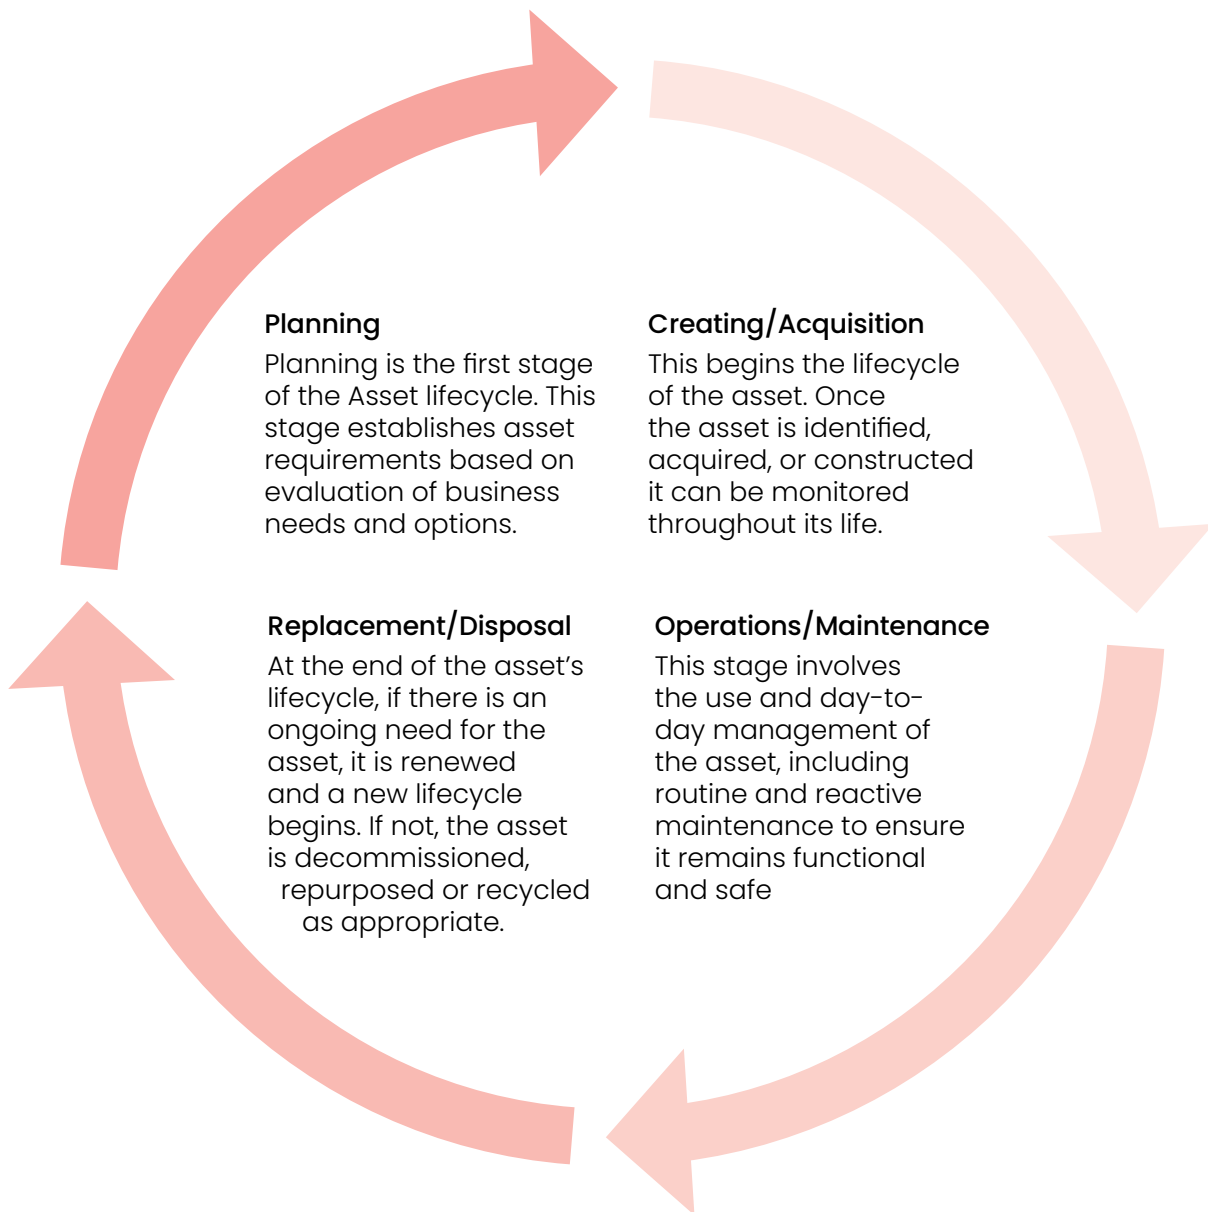 Planning
Planning is the first stage
of the Asset lifecycle. This
stage establishes asset
requirements based on
evaluation of business
needs and options.
Creating/Acquisition
This begins the lifecycle
of the asset. Once
the asset is identified,
acquired, or constructed
it can be monitored
throughout its life.
Replacement/Disposal
At the end of the asset’s
lifecycle, if there is an
ongoing need for the
asset, it is renewed
and a new lifecycle
begins. If not, the asset
is decommissioned,
repurposed or recycled
as appropriate.
Operations/Maintenance
This stage involves
the use and day-to-
day management of
the asset, including
routine and reactive
maintenance to ensure
it remains functional
and safe